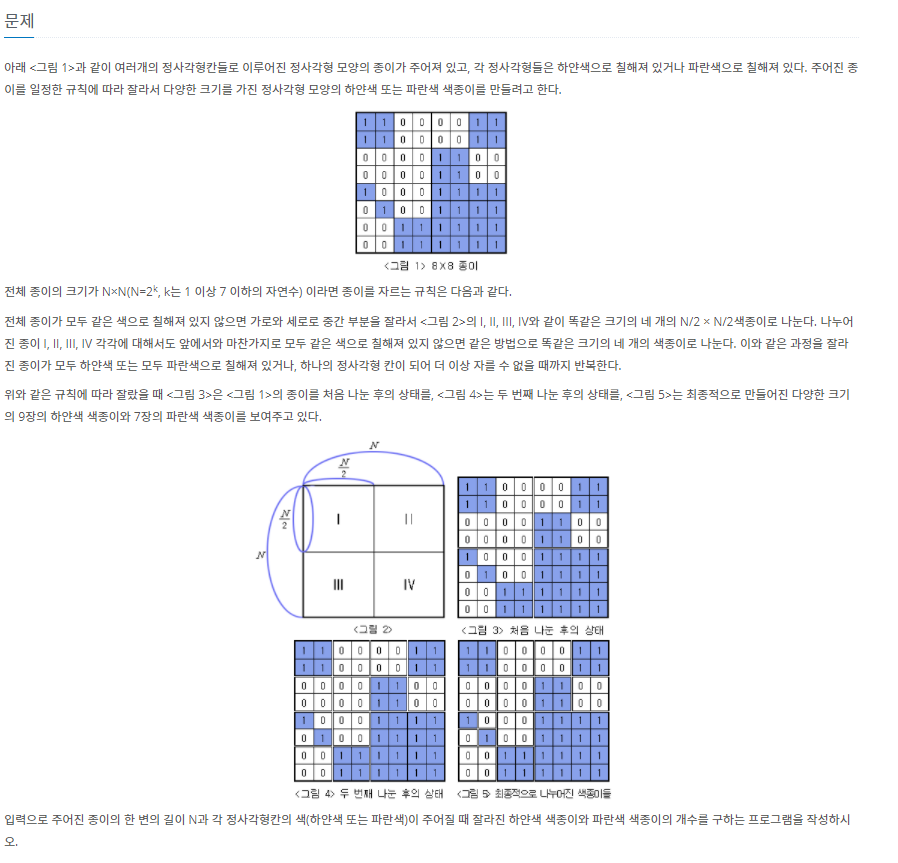 문제
아래 <그림 1>과 같이 여러개의 정사각형칸들로 이루어진 정사각형 모양의 종이가 주어져 있고, 각 정사각형들은 하얀색으로 칠해져 있거나 파란색으로 칠해져 있다. 주어진 종
이를 일정한 규칙에 따라 잘라서 다양한 크기를 가진 정사각형 모양의 하얀색 또는 파란색 색종이를 만들려고 한다.
1 1 0 0 0 0 1 1
1 1 0 0 0 0 1 1
0 0 0 0 1 1 0 0
0 0 0 0 1 1 0 0
1 0 0 0 1 1 1 1
0 1 0 0 1 1 1 1
0 0 1 1 1 1 1 1
0 0 1 1 1 1 1 1
<그림 1> 8X8 종이
전체 종이의 크기가 N×N(N=2ᵏ, k는 1 이상 7 이하의 자연수) 이라면 종이를 자르는 규칙은 다음과 같다.
전체 종이가 모두 같은 색으로 칠해져 있지 않으면 가로와 세로로 중간 부분을 잘라서 <그림 2>의 I, II, III, IV와 같이 똑같은 크기의 네 개의 N/2 × N/2색종이로 나눈다. 나누어
진 종이 I, II, III, IV 각각에 대해서도 앞에서와 마찬가지로 모두 같은 색으로 칠해져 있지 않으면 같은 방법으로 똑같은 크기의 네 개의 색종이로 나눈다. 이와 같은 과정을 잘라
진 종이가 모두 하얀색 또는 모두 파란색으로 칠해져 있거나, 하나의 정사각형 칸이 되어 더 이상 자를 수 없을 때까지 반복한다.
위와 같은 규칙에 따라 잘랐을 때 <그림 3>은 <그림 1>의 종이를 처음 나눈 후의 상태를, <그림 4>는 두 번째 나눈 후의 상태를, <그림 5>는 최종적으로 만들어진 다양한 크기
의 9장의 하얀색 색종이와 7장의 파란색 색종이를 보여주고 있다.
N
N/2
N/2
N
I II
III IV
<그림 2>
1 1 0 0 0 0 1 1
1 1 0 0 0 0 1 1
0 0 0 0 1 1 0 0
0 0 0 0 1 1 0 0
1 0 0 0 1 1 1 1
0 1 0 0 1 1 1 1
0 0 1 1 1 1 1 1
0 0 1 1 1 1 1 1
<그림 3> 처음 나눈 후의 상태
1 1 0 0 0 0 1 1
1 1 0 0 0 0 1 1
0 0 0 0 1 1 0 0
0 0 0 0 1 1 0 0
1 0 0 0 1 1 1 1
0 1 0 0 1 1 1 1
0 0 1 1 1 1 1 1
0 0 1 1 1 1 1 1
<그림 4> 두 번째 나눈 후의 상태
1 1 0 0 0 0 1 1
1 1 0 0 0 0 1 1
0 0 0 0 1 1 0 0
0 0 0 0 1 1 0 0
1 0 0 0 1 1 1 1
0 1 0 0 1 1 1 1
0 0 1 1 1 1 1 1
0 0 1 1 1 1 1 1
<그림 5> 최종적으로 나누어진 색종이들
입력으로 주어진 종이의 한 변의 길이 N과 각 정사각형칸의 색(하얀색 또는 파란색)이 주어질 때 잘라진 하얀색 색종이와 파란색 색종이의 개수를 구하는 프로그램을 작성하시
오.